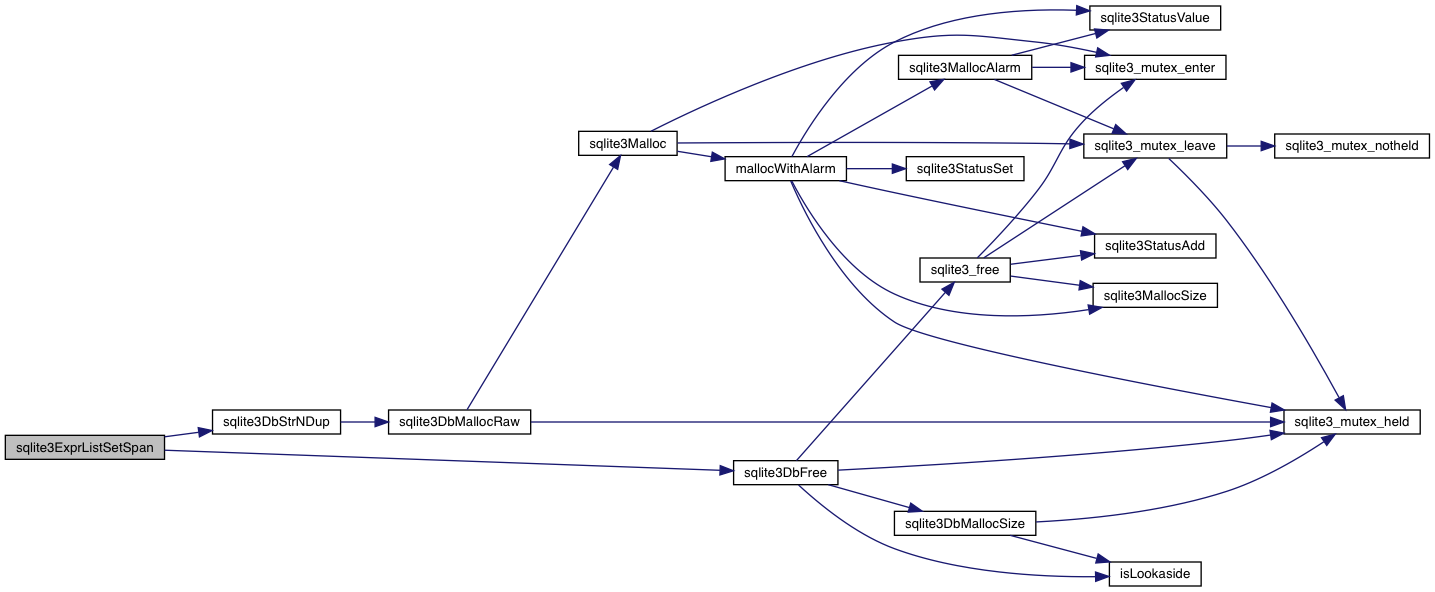 sqlite3StatusValue
sqlite3MallocAlarm
sqlite3_mutex_enter
sqlite3Malloc
sqlite3_mutex_leave
sqlite3_mutex_notheld
mallocWithAlarm
sqlite3StatusSet
sqlite3StatusAdd
sqlite3_free
sqlite3MallocSize
sqlite3DbStrNDup
sqlite3DbMallocRaw
sqlite3_mutex_held
sqlite3ExprListSetSpan
sqlite3DbFree
sqlite3DbMallocSize
isLookaside